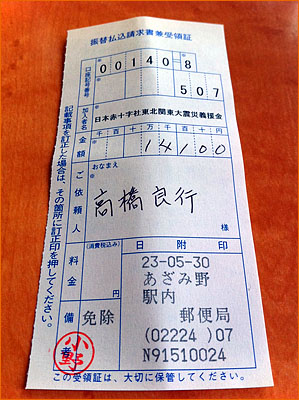 振替払込請求書兼受領証
口座記号番号
00140-8
507
加入者名
日本赤十字社東北関東大震災義援金
金額
千百十万千百十円
14100
ご依頼人
おなまえ
高橋良行
様
料金
(消費税込み)
円
備考
免除
小野
日附印
23-05-30
あざみ野
駅内
郵便局
(02224)07
N91510024
記載事項を訂正した場合は、その箇所に訂正印を押してください。
この受領証は、大切に保管してください。